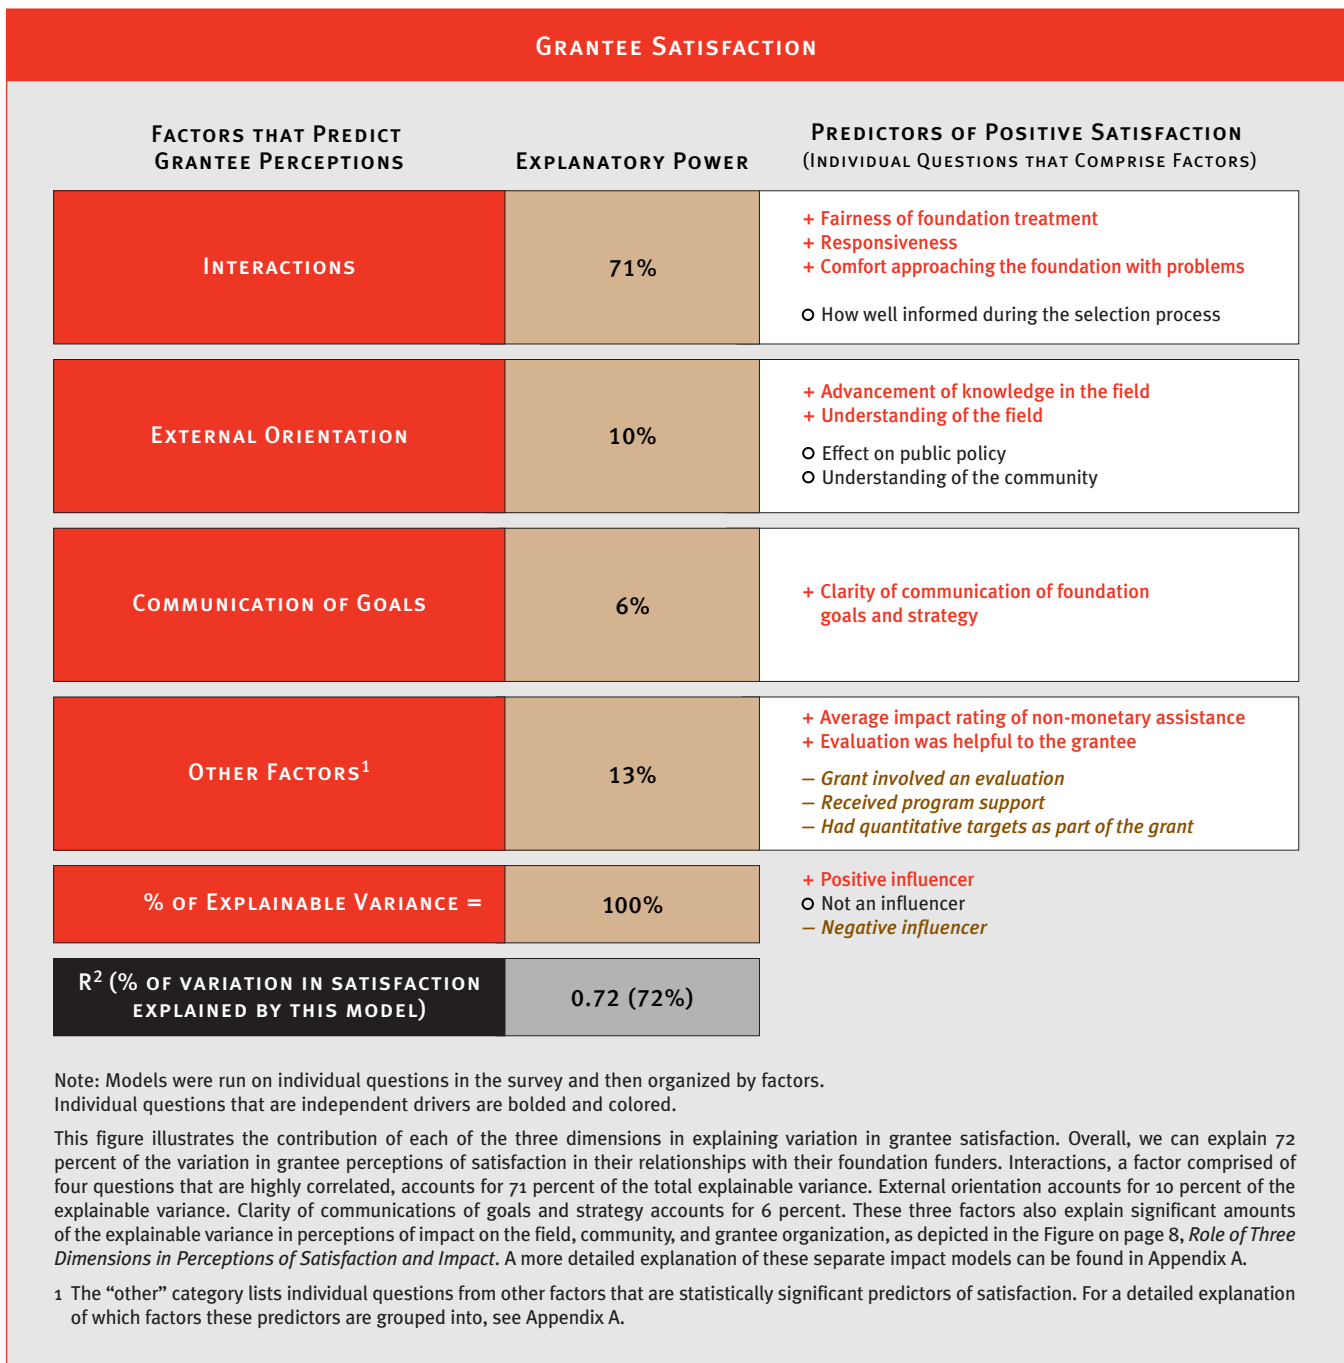 Grantee Satisfaction
Factors that Predict
Grantee Perceptions
Explanatory Power
Predictors of Positive Satisfaction
(Individual Questions that Comprise Factors)
Interactions
71%
+ Fairness of foundation treatment
+ Responsiveness
+ Comfort approaching the foundation with problems
○ How well informed during the selection process
External Orientation
10%
+ Advancement of knowledge in the field
+ Understanding of the field
○ Effect on public policy
○ Understanding of the community
Communication of Goals
6%
+ Clarity of communication of foundation
goals and strategy
Other Factors¹
13%
+ Average impact rating of non-monetary assistance
+ Evaluation was helpful to the grantee
– Grant involved an evaluation
– Received program support
– Had quantitative targets as part of the grant
% of Explainable Variance =
100%
+ Positive influencer
○ Not an influencer
– Negative influencer
R² (% of variation in satisfaction
explained by this model)
0.72 (72%)
Note: Models were run on individual questions in the survey and then organized by factors.
Individual questions that are independent drivers are bolded and colored.
This figure illustrates the contribution of each of the three dimensions in explaining variation in grantee satisfaction. Overall, we can explain 72
percent of the variation in grantee perceptions of satisfaction in their relationships with their foundation funders. Interactions, a factor comprised of
four questions that are highly correlated, accounts for 71 percent of the total explainable variance. External orientation accounts for 10 percent of the
explainable variance. Clarity of communications of goals and strategy accounts for 6 percent. These three factors also explain significant amounts
of the explainable variance in perceptions of impact on the field, community, and grantee organization, as depicted in the Figure on page 8, Role of Three
Dimensions in Perceptions of Satisfaction and Impact. A more detailed explanation of these separate impact models can be found in Appendix A.
1 The “other” category lists individual questions from other factors that are statistically significant predictors of satisfaction. For a detailed explanation
of which factors these predictors are grouped into, see Appendix A.